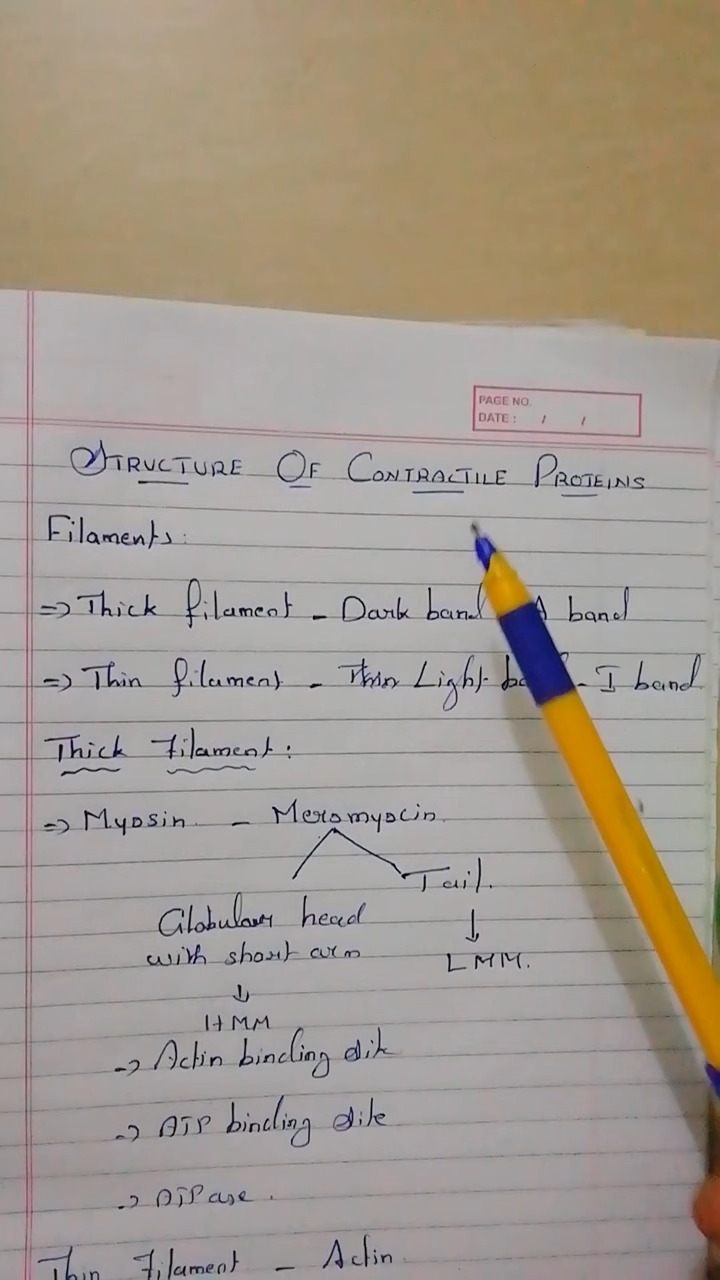 PAGE NO.
DATE : / /
STRUCTURE OF CONTRACTILE PROTEINS
Filaments:
=> Thick filament - Dark band A band
=> Thin filament - Thin Light - I band
Thick Filament:
=> Myosin - Meromyocin
Globular head Tail.
with short arm ↓
↓ LMM.
HMM
-> Actin binding site
-> ATP binding site
-> ATPase.
Thin Filament - Actin